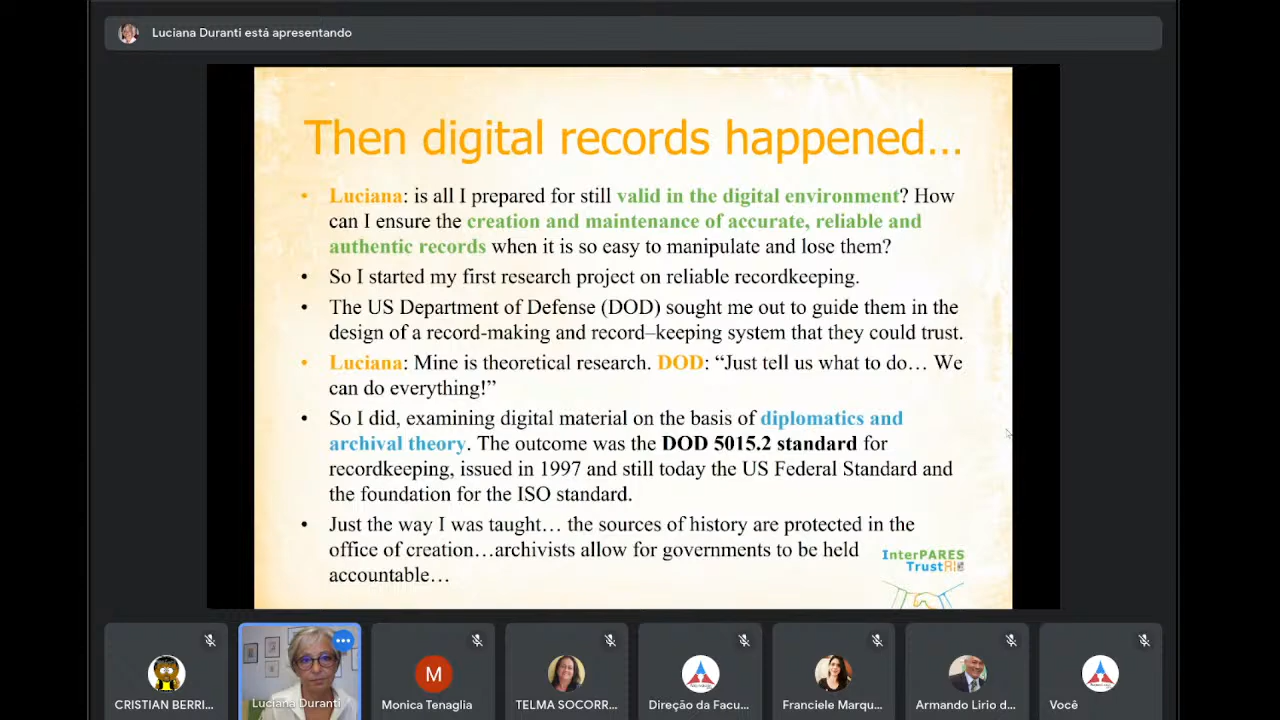 Luciana Duranti está apresentando
Then digital records happened…
• Luciana: is all I prepared for still valid in the digital environment? How
can I ensure the creation and maintenance of accurate, reliable and
authentic records when it is so easy to manipulate and lose them?
• So I started my first research project on reliable recordkeeping.
• The US Department of Defense (DOD) sought me out to guide them in the
design of a record-making and record–keeping system that they could trust.
• Luciana: Mine is theoretical research. DOD: “Just tell us what to do… We
can do everything!”
• So I did, examining digital material on the basis of diplomatics and
archival theory. The outcome was the DOD 5015.2 standard for
recordkeeping, issued in 1997 and still today the US Federal Standard and
the foundation for the ISO standard.
• Just the way I was taught… the sources of history are protected in the
office of creation…archivists allow for governments to be held
accountable…
InterPARES
Trust
M
CRISTIAN BERRI...
Luciana Duranti
Monica Tenaglia
TELMA SOCORR...
Direção da Facu...
Franciele Marqu...
Armando Lirio d...
Você